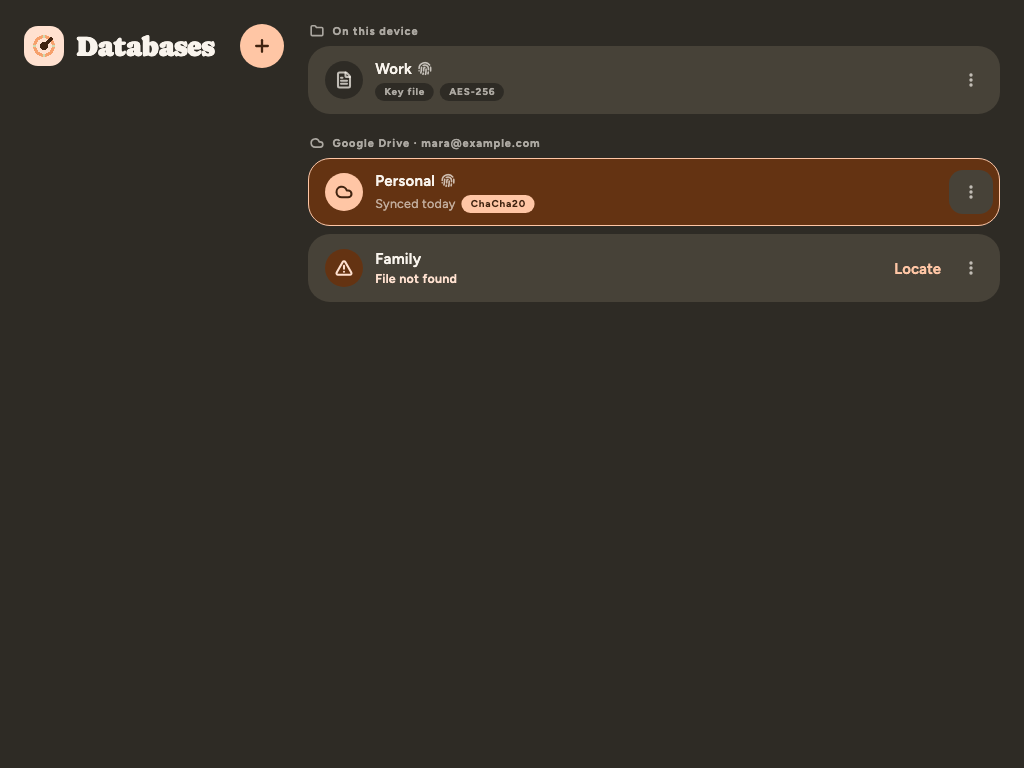 Databases
On this device
Work
Key file AES-256
Google Drive · mara@example.com
Personal
Synced today ChaCha20
Family
File not found
Locate